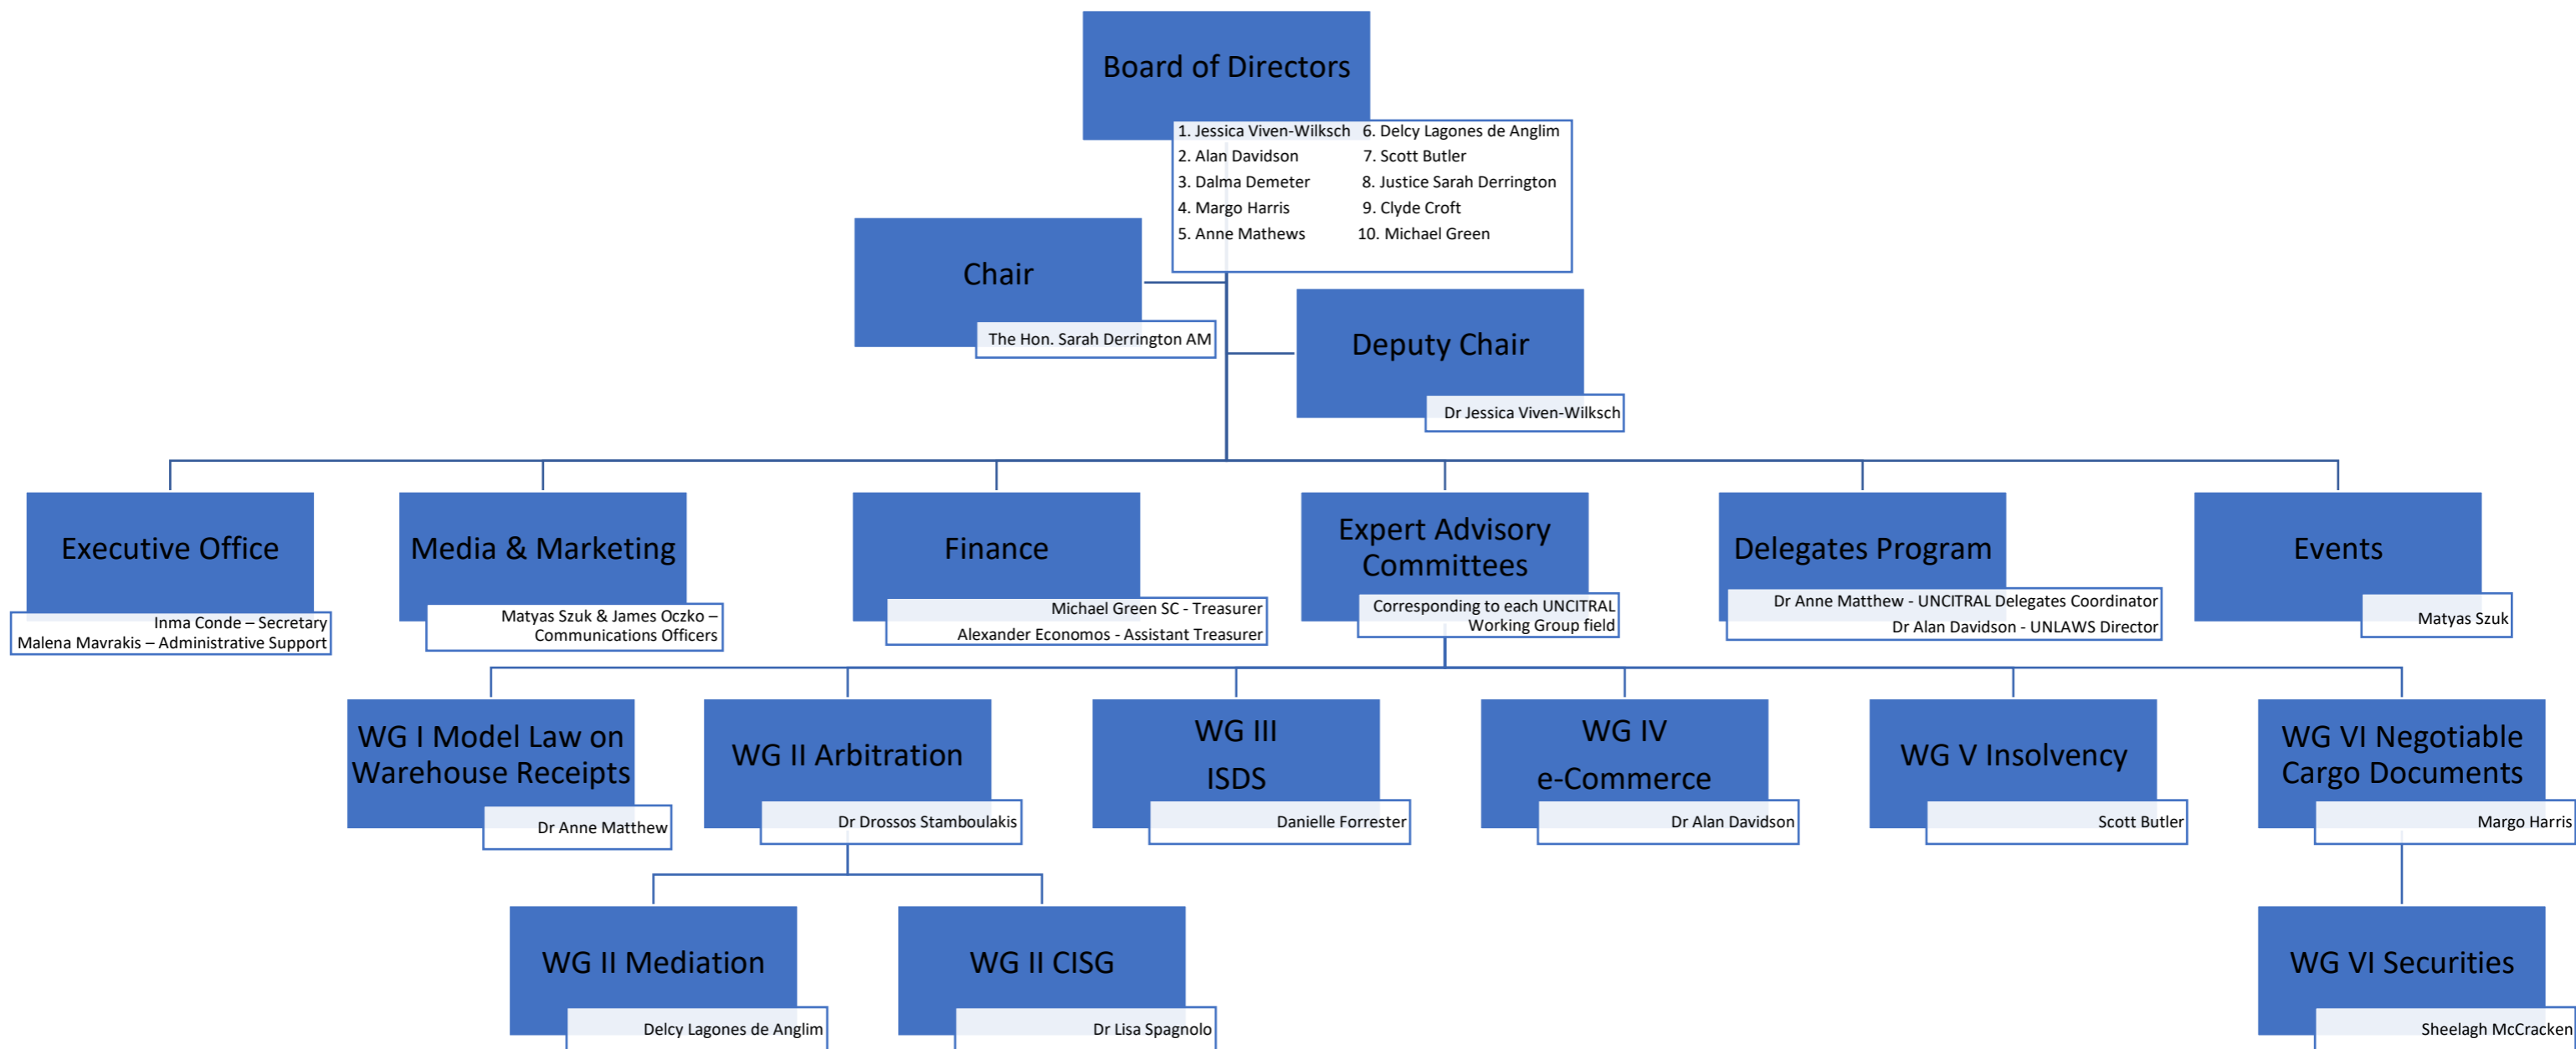 Board of Directors
1. Jessica Viven-Wilksch 6. Delcy Lagones de Anglim
2. Alan Davidson 7. Scott Butler
3. Dalma Demeter 8. Justice Sarah Derrington
4. Margo Harris 9. Clyde Croft
5. Anne Mathews 10. Michael Green
Chair
The Hon. Sarah Derrington AM
Deputy Chair
Dr Jessica Viven-Wilksch
Executive Office
Inma Conde – Secretary
Malena Mavrakis – Administrative Support
Media & Marketing
Matyas Szuk & James Oczko –
Communications Officers
Finance
Michael Green SC - Treasurer
Alexander Economos - Assistant Treasurer
Expert Advisory
Committees
Corresponding to each UNCITRAL
Working Group field
Delegates Program
Dr Anne Matthew - UNCITRAL Delegates Coordinator
Dr Alan Davidson - UNLAWS Director
Events
Matyas Szuk
WG I Model Law on
Warehouse Receipts
Dr Anne Matthew
WG II Arbitration
Dr Drossos Stamboulakis
WG III
ISDS
Danielle Forrester
WG IV
e-Commerce
Dr Alan Davidson
WG V Insolvency
Scott Butler
WG VI Negotiable
Cargo Documents
Margo Harris
WG II Mediation
Delcy Lagones de Anglim
WG II CISG
Dr Lisa Spagnolo
WG VI Securities
Sheelagh McCracken